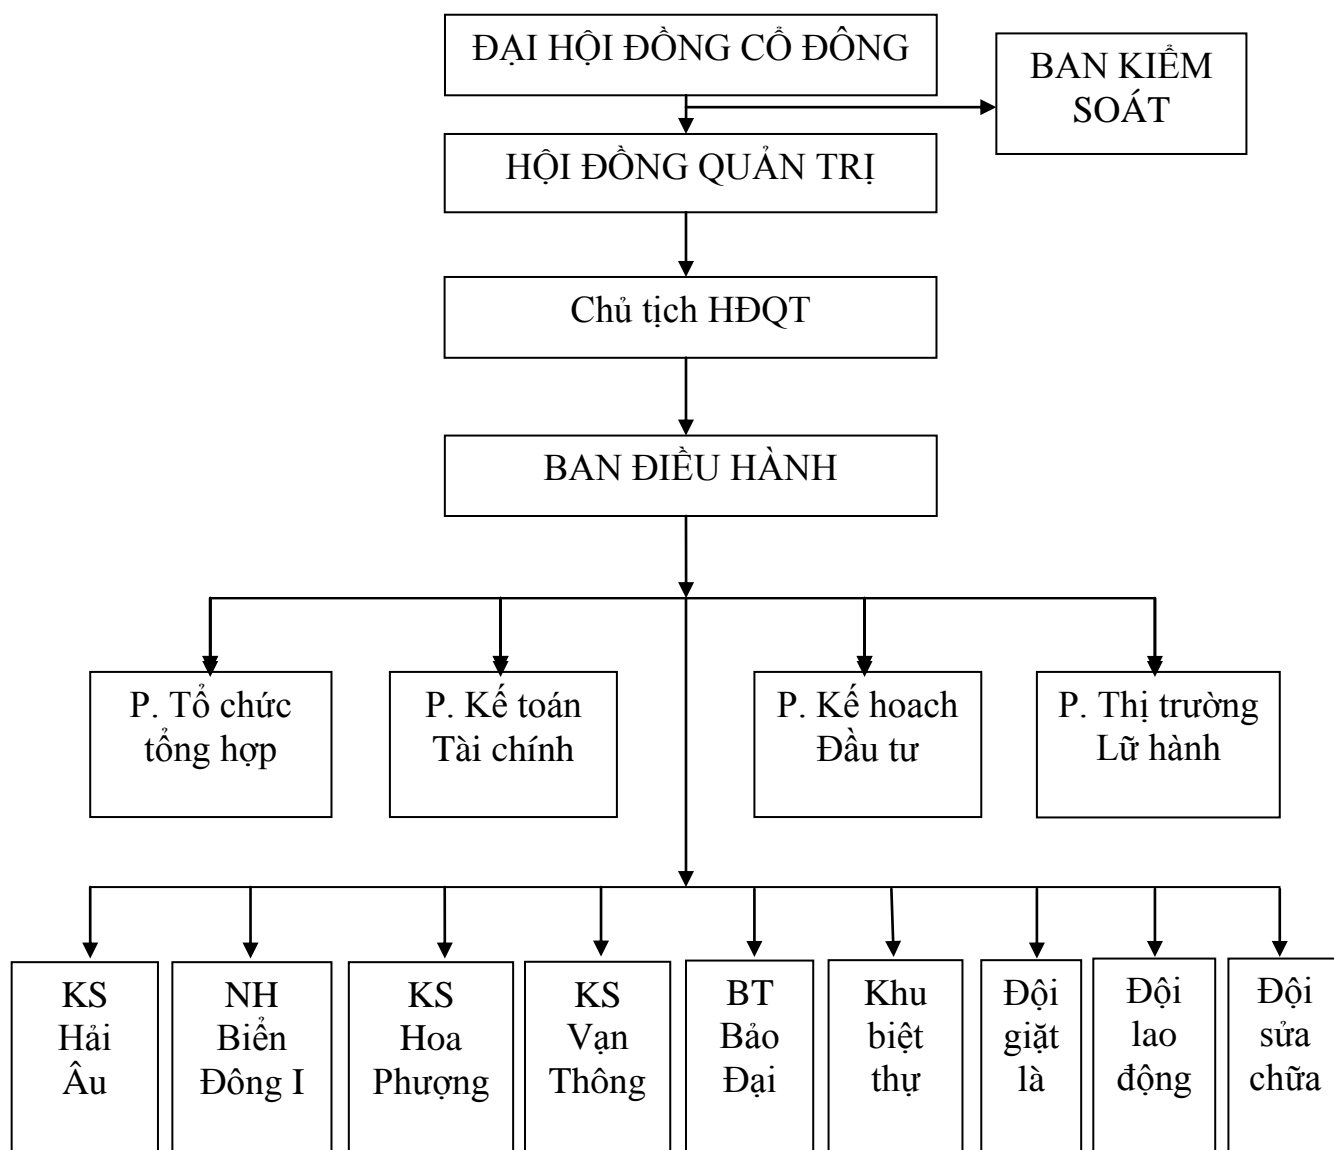 ĐẠI HỘI ĐỒNG CỔ ĐÔNG
BAN KIỂM
SOÁT
HỘI ĐỒNG QUẢN TRỊ
Chủ tịch HĐQT
BAN ĐIỀU HÀNH
P. Tổ chức
tổng hợp
P. Kế toán
Tài chính
P. Kế hoach
Đầu tư
P. Thị trường
Lữ hành
KS
Hải
Âu
NH
Biển
Đông I
KS
Hoa
Phượng
KS
Vạn
Thông
BT
Bảo
Đại
Khu
biệt
thự
Đội
giặt
là
Đội
lao
động
Đội
sửa
chữa